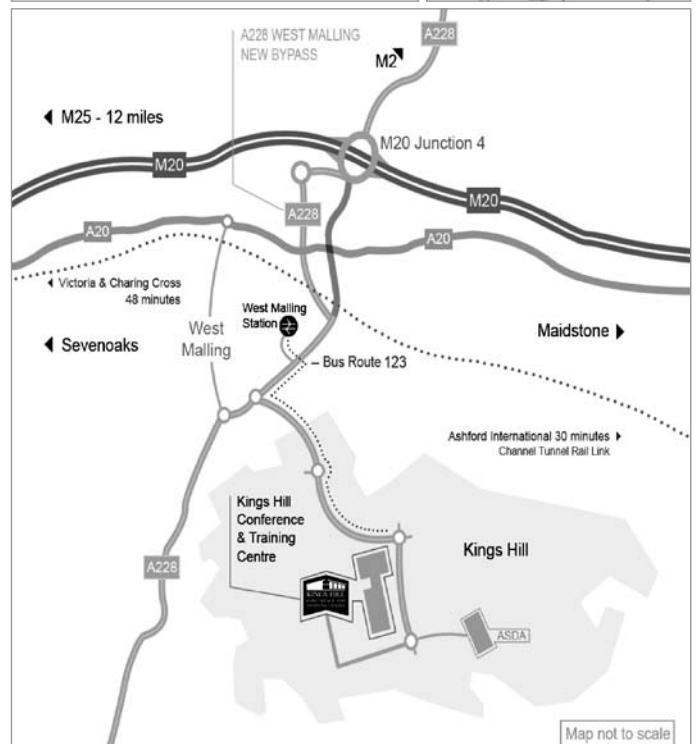 A228 WEST MALLING
NEW BYPASS
A228
M2
M25 - 12 miles
M20 Junction 4
M20
M20
A228
A20
A20
Victoria & Charing Cross
48 minutes
West Malling
Station
West
Malling
Maidstone
Sevenoaks
Bus Route 123
Ashford International 30 minutes
Channel Tunnel Rail Link
Kings Hill
Conference
& Training
Centre
Kings Hill
A228
KINGS HILL
ASDA
Map not to scale